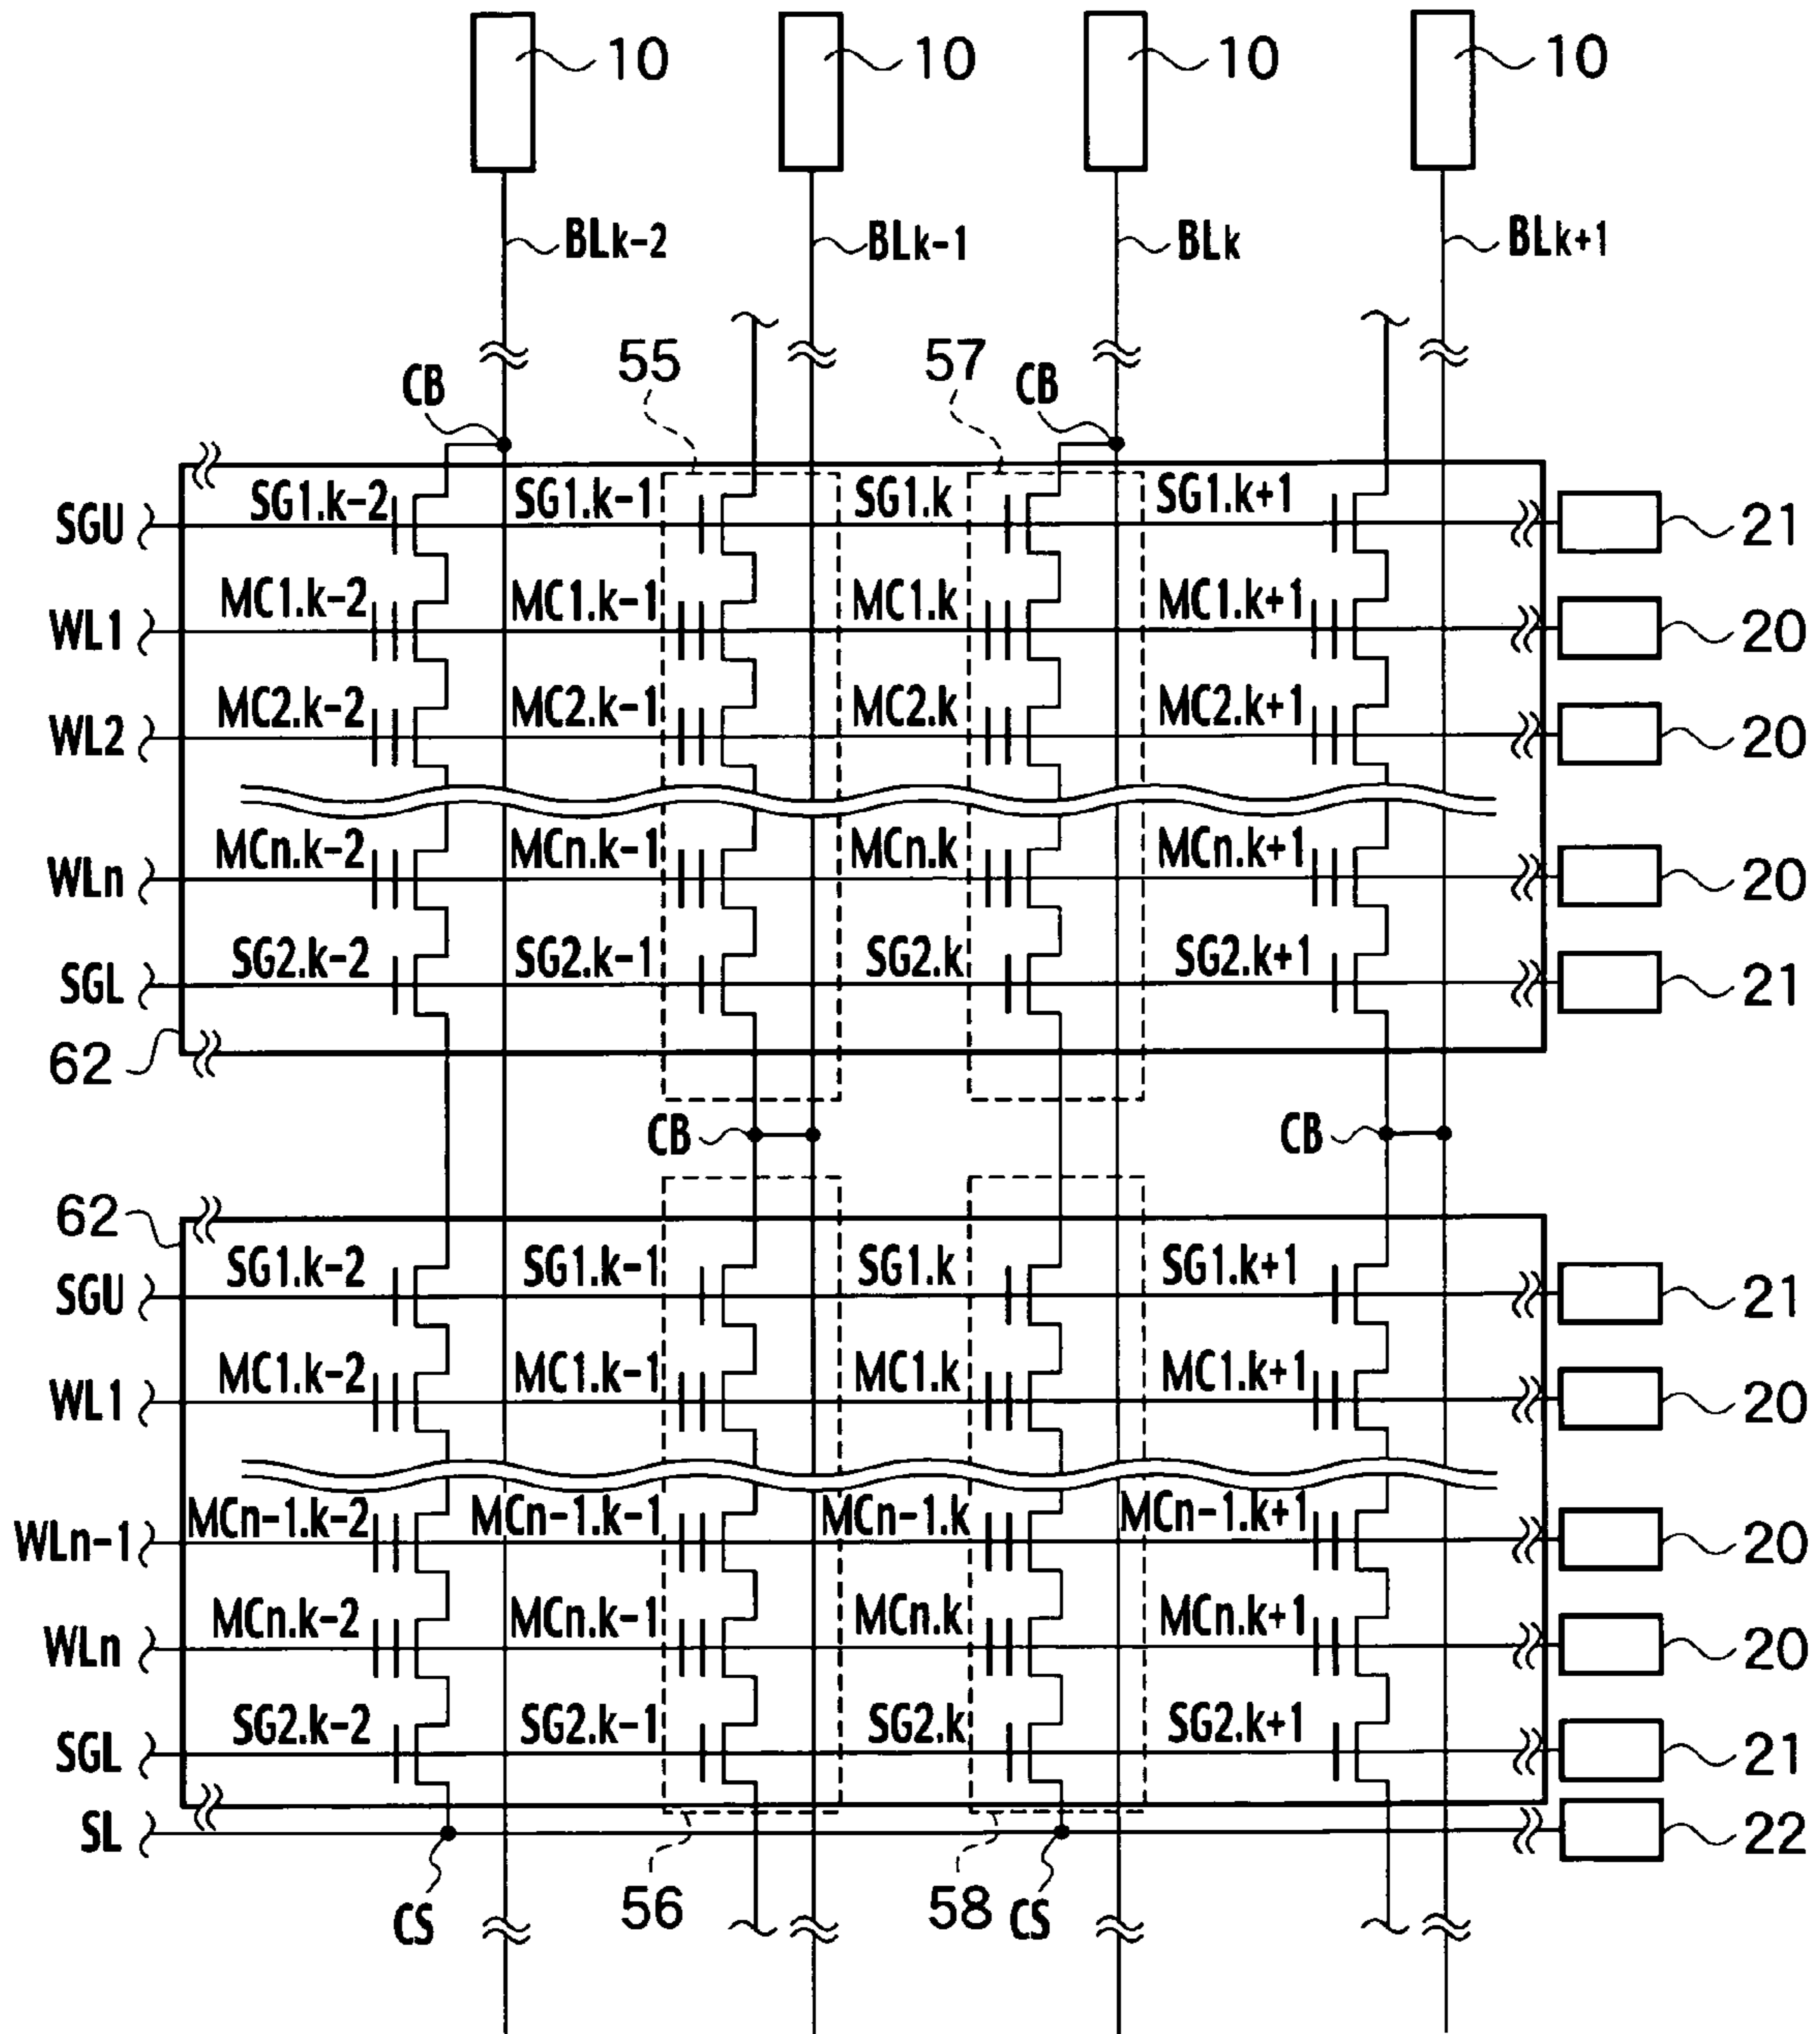 10 10 10 10
BLk-2 BLk-1 BLk BLk+1
55 57
CB CB
SGU SG1.k-2 SG1.k-1 SG1.k SG1.k+1 21
WL1 MC1.k-2 MC1.k-1 MC1.k MC1.k+1 20
WL2 MC2.k-2 MC2.k-1 MC2.k MC2.k+1 20
WLn MCn.k-2 MCn.k-1 MCn.k MCn.k+1 20
SGL SG2.k-2 SG2.k-1 SG2.k SG2.k+1 21
62
CB CB
62
SGU SG1.k-2 SG1.k-1 SG1.k SG1.k+1 21
WL1 MC1.k-2 MC1.k-1 MC1.k MC1.k+1 20
WLn-1 MCn-1.k-2 MCn-1.k-1 MCn-1.k MCn-1.k+1 20
WLn MCn.k-2 MCn.k-1 MCn.k MCn.k+1 20
SGL SG2.k-2 SG2.k-1 SG2.k SG2.k+1 21
SL 22
CS 56 58 CS